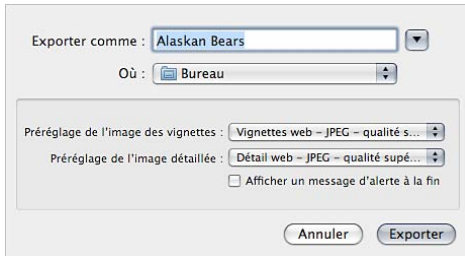 Exporter comme : Alaskan Bears
Où : Bureau
Préréglage de l'image des vignettes : Vignettes web – JPEG – qualité s...
Préréglage de l'image détaillée : Détail web – JPEG – qualité supé...
Afficher un message d'alerte à la fin
Annuler Exporter